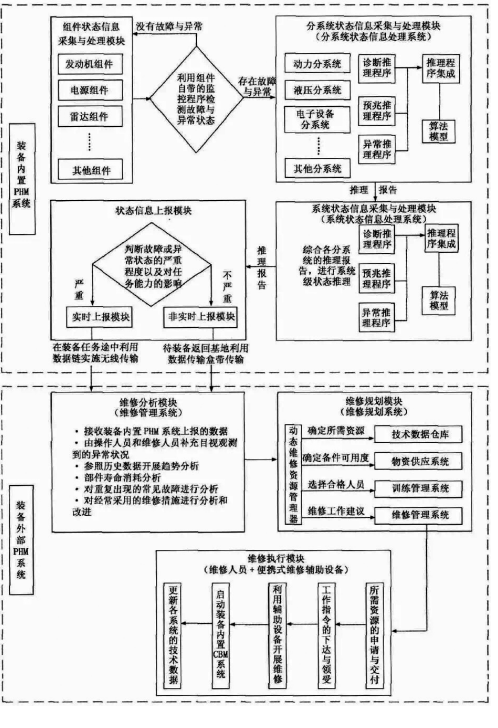 组件状态信息
采集与处理模块
发动机组件
电源组件
雷达组件
其他组件
没有故障与异常
利用组件
自带的监
控程序检
测故障与
异常状态
存在故障
与异常
分系统状态信息采集与处理模块
（分系统状态信息处理系统）
动力分系统
液压分系统
电子设备
分系统
其他分系统
诊断推
理程序
预兆推
理程序
异常推
理程序
推理程
序集成
算法
模型
装备内置PHM系统
推理 报告
状态信息上报模块
判断故障或异
常状态的严重
程度以及对任
务能力的影响
严重
不严重
实时上报模块
非实时上报模块
推理报告
系统状态信息采集与处理模块
（系统状态信息处理系统）
综合各分系
统的推理报
告，进行系统
级状态推理
诊断推
理程序
预兆推
理程序
异常推
理程序
推理程
序集成
算法
模型
在装备任务途中利用
数据链实施无线传输
待装备返回基地利用
数据传输盒带传输
维修分析模块
（维修管理系统）
• 接收装备内置 PHM 系统上报的数据
• 由操作人员和维修人员补充目视观测
到的异常状况
• 参照历史数据开展趋势分析
• 部件寿命消耗分析
• 对重复出现的常见故障进行分析
• 对经常采用的维修措施进行分析和
改进
维修规划模块
（维修规划系统）
动态维修资源管理器
确定所需资源
技术数据仓库
确定备件可用度
物资供应系统
选择合格人员
训练管理系统
维修工作建议
维修管理系统
装备外部PHM系统
维修执行模块
（维修人员+便携式维修辅助设备）
更新各系统的技术数据
启动装备内置CBM系统
利用辅助设备开展维修
工作指令的下达与领受
所需资源的申请与交付